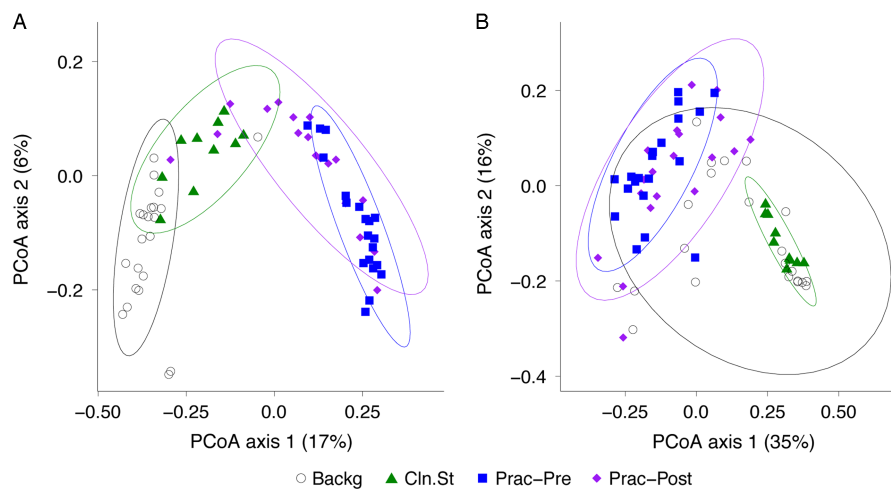 A
B
0.2
0.0
−0.2
PCoA axis 2 (6%)
−0.50
−0.25
0.0
0.25
PCoA axis 1 (17%)
0.2
0.0
−0.2
−0.4
PCoA axis 2 (16%)
−0.25
0.0
0.25
0.50
PCoA axis 1 (35%)
Backg Cln.St Prac−Pre Prac−Post